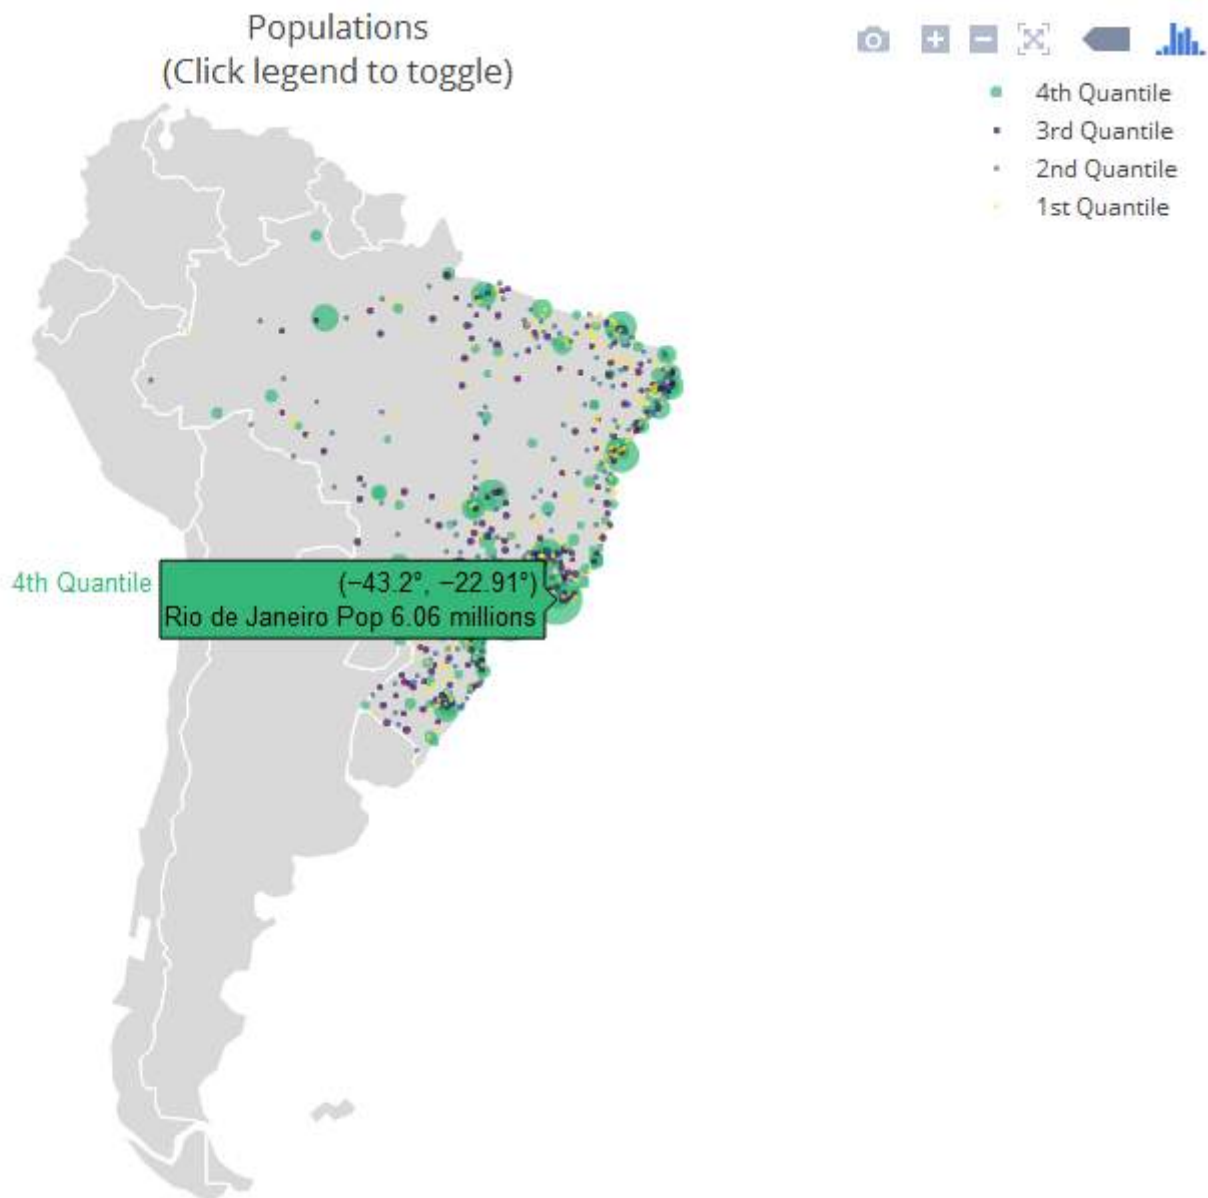 Populations
(Click legend to toggle)
4th Quantile
3rd Quantile
2nd Quantile
1st Quantile
4th Quantile
(−43.2°, −22.91°)
Rio de Janeiro Pop 6.06 millions